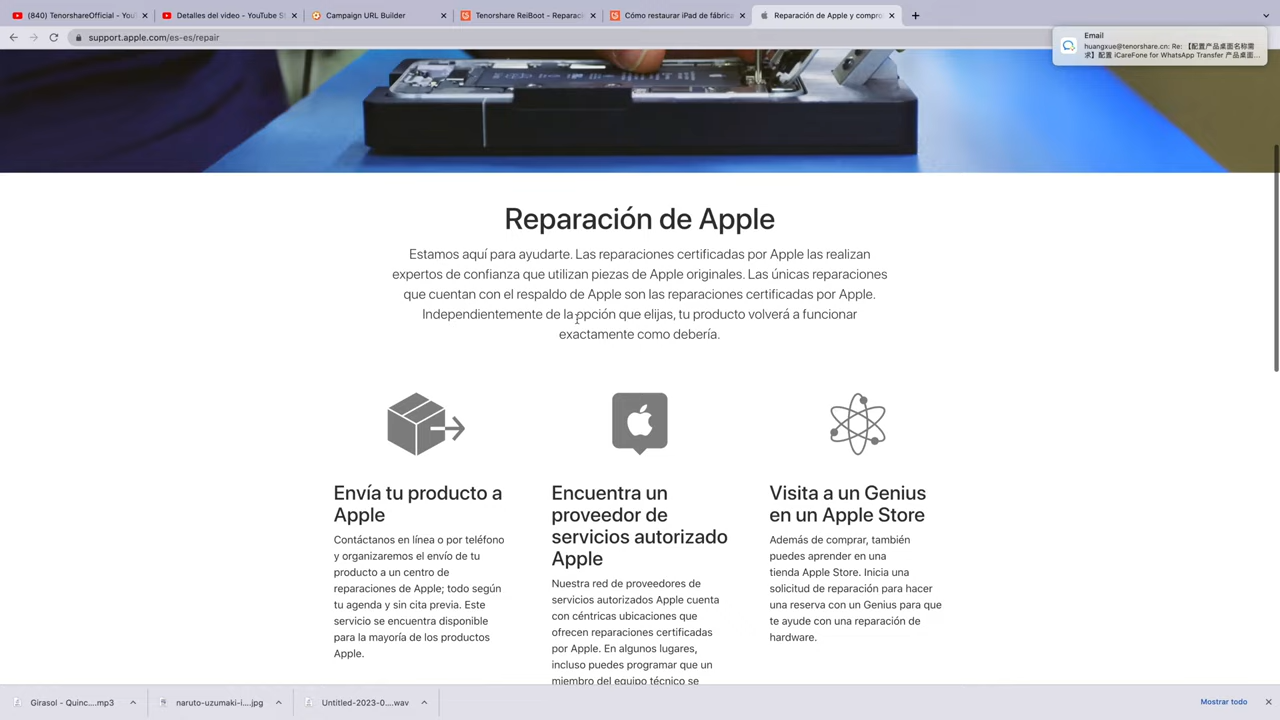 (840) TenorshareOfficial - YouTu
Detalles del vídeo - YouTube St
Campaign URL Builder
Tenorshare ReiBoot - Reparaci
Cómo restaurar iPad de fábrica
Reparación de Apple y compro
support.apple.com/es-es/repair
Email
huangxue@tenorshare.cn: Re: 【配置产品桌面名称需
求】配置 iCareFone for WhatsApp Transfer 产品桌面...
Reparación de Apple
Estamos aquí para ayudarte. Las reparaciones certificadas por Apple las realizan
expertos de confianza que utilizan piezas de Apple originales. Las únicas reparaciones
que cuentan con el respaldo de Apple son las reparaciones certificadas por Apple.
Independientemente de la opción que elijas, tu producto volverá a funcionar
exactamente como debería.
Envía tu producto a
Apple
Contáctanos en línea o por teléfono
y organizaremos el envío de tu
producto a un centro de
reparaciones de Apple; todo según
tu agenda y sin cita previa. Este
servicio se encuentra disponible
para la mayoría de los productos
Apple.
Encuentra un
proveedor de
servicios autorizado
Apple
Nuestra red de proveedores de
servicios autorizados Apple cuenta
con céntricas ubicaciones que
ofrecen reparaciones certificadas
por Apple. En algunos lugares,
incluso puedes programar que un
miembro del equipo técnico se
Visita a un Genius
en un Apple Store
Además de comprar, también
puedes aprender en una
tienda Apple Store. Inicia una
solicitud de reparación para hacer
una reserva con un Genius para que
te ayude con una reparación de
hardware.
Girasol - Quinc....mp3
naruto-uzumaki-i....jpg
Untitled-2023-0....wav
Mostrar todo